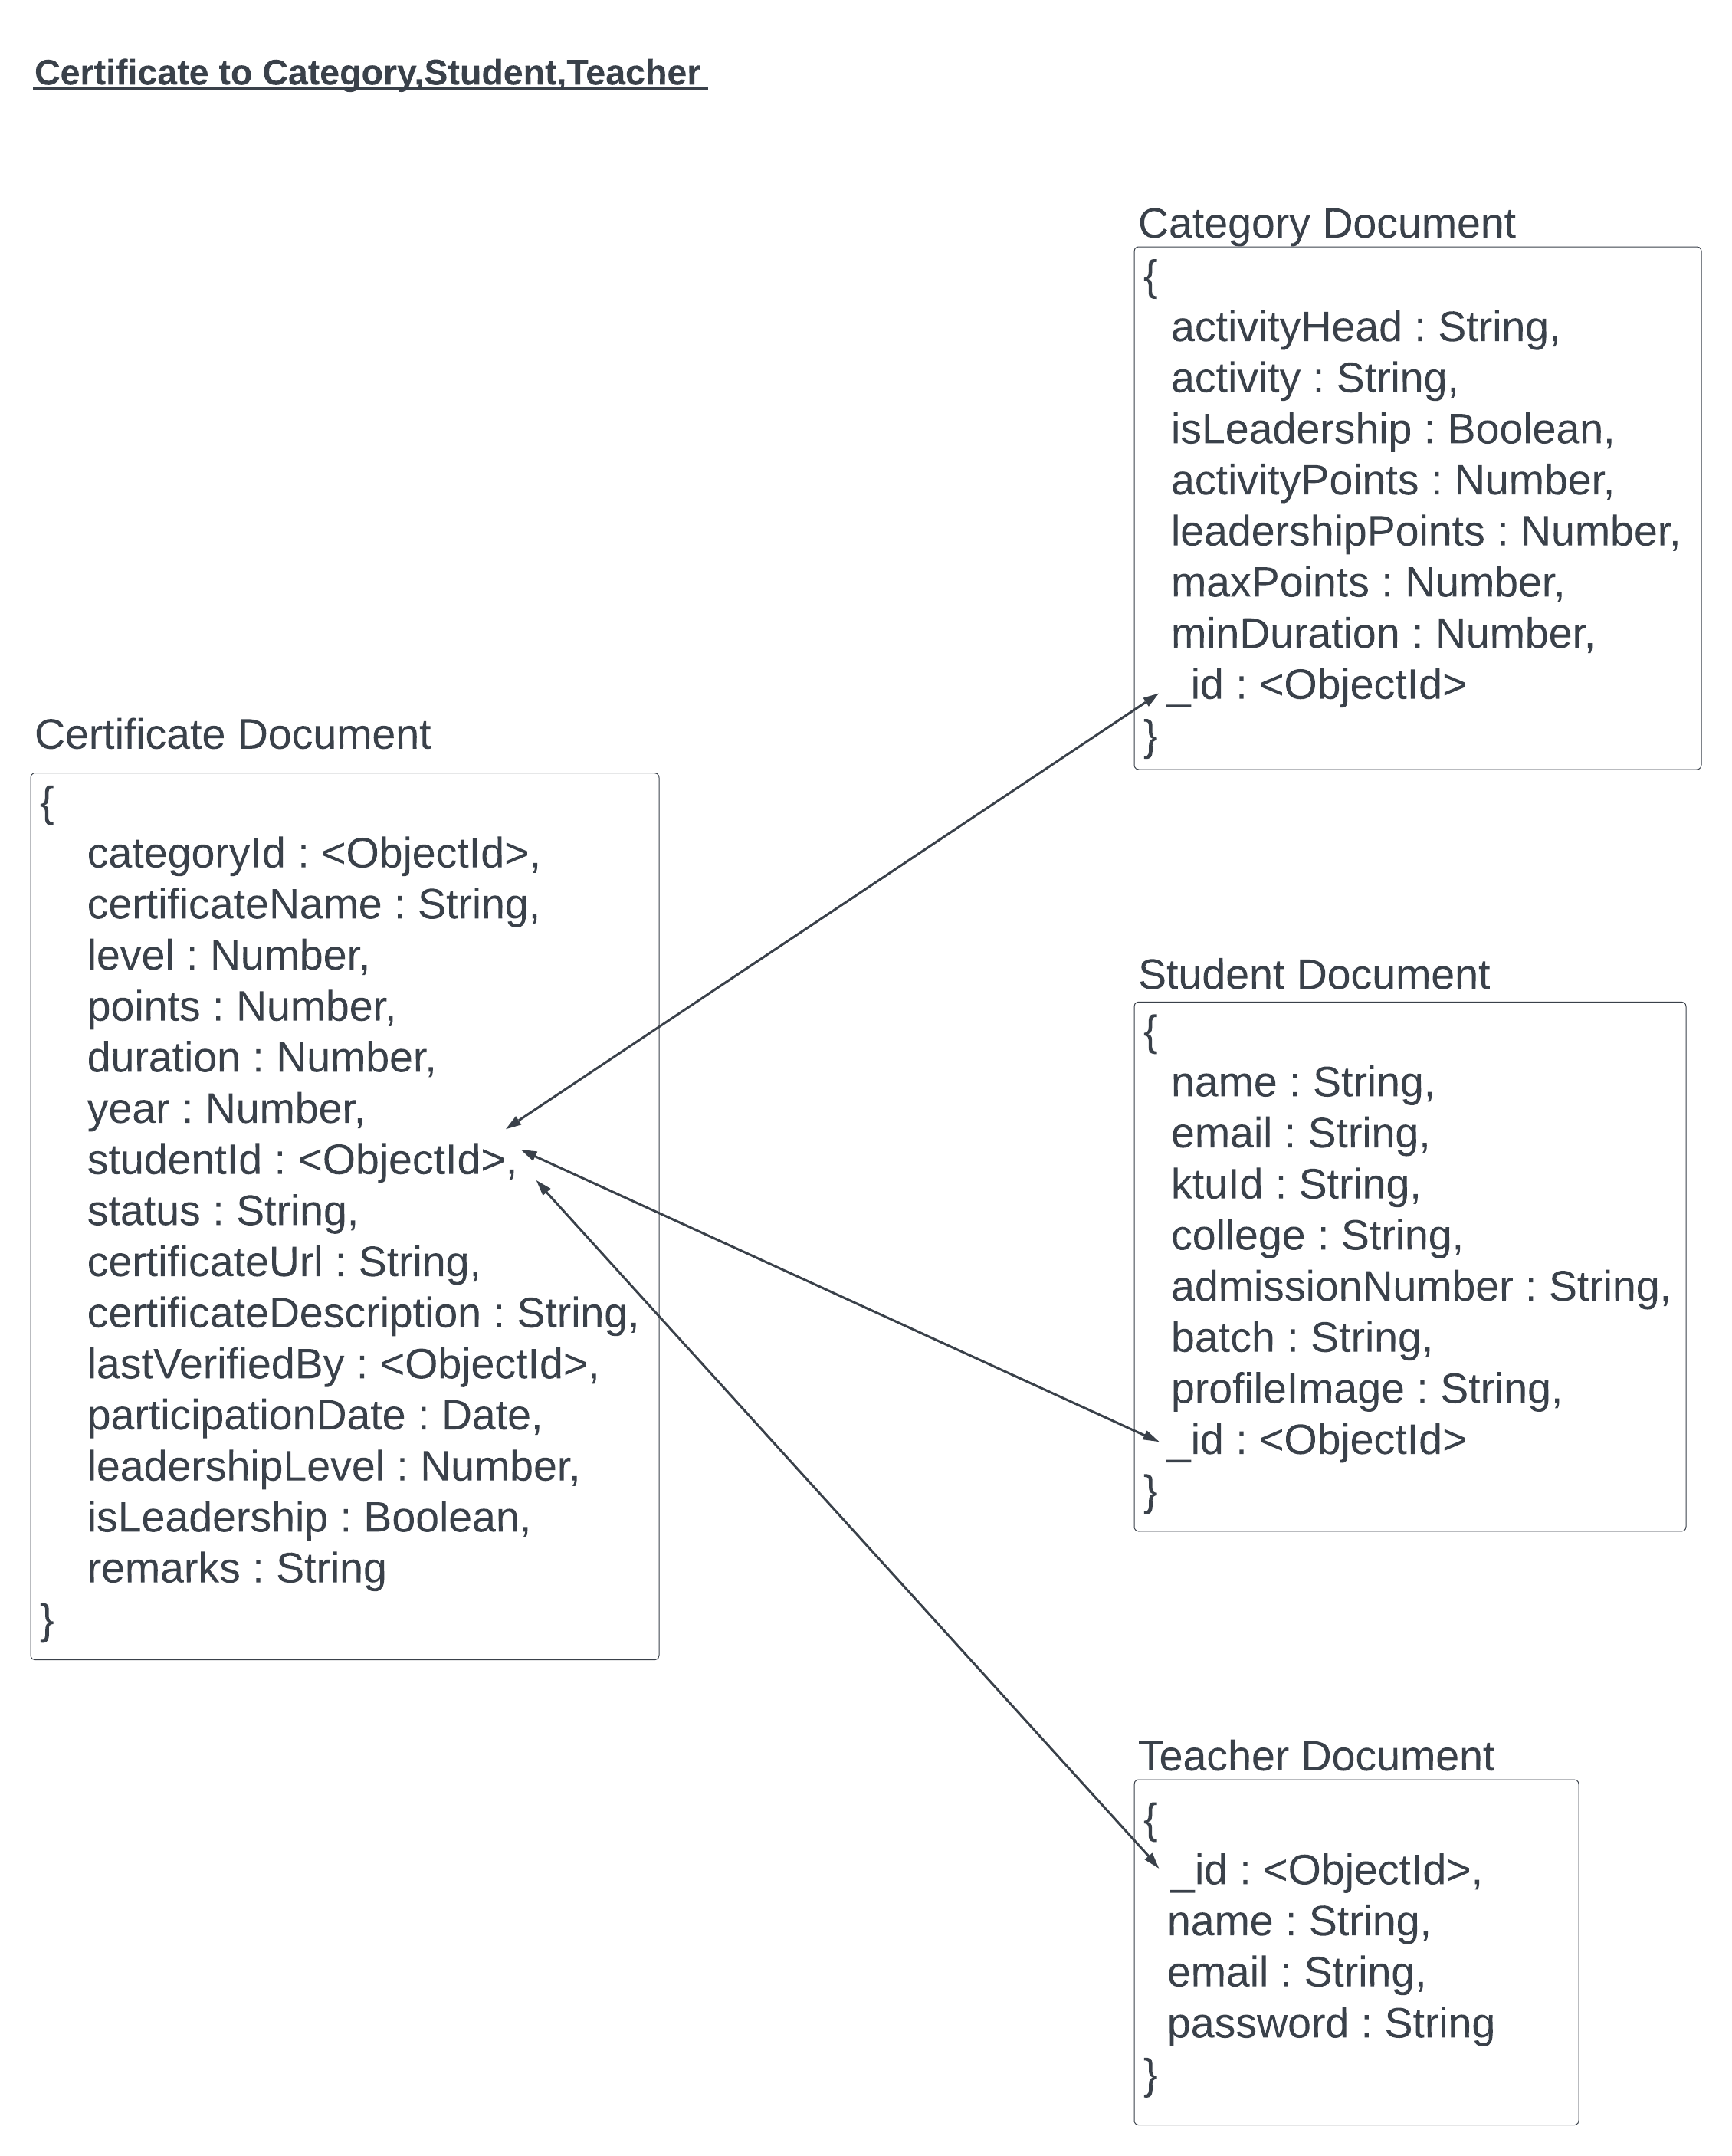 Certificate to Category,Student,Teacher
Category Document
{
activityHead : String,
activity : String,
isLeadership : Boolean,
activityPoints : Number,
leadershipPoints : Number,
maxPoints : Number,
minDuration : Number,
_id : <ObjectId>
}
Certificate Document
{
categoryId : <ObjectId>,
certificateName : String,
level : Number,
points : Number,
duration : Number,
year : Number,
studentId : <ObjectId>,
status : String,
certificateUrl : String,
certificateDescription : String,
lastVerifiedBy : <ObjectId>,
participationDate : Date,
leadershipLevel : Number,
isLeadership : Boolean,
remarks : String
}
Student Document
{
name : String,
email : String,
ktuId : String,
college : String,
admissionNumber : String,
batch : String,
profileImage : String,
_id : <ObjectId>
}
Teacher Document
{
_id : <ObjectId>,
name : String,
email : String,
password : String
}